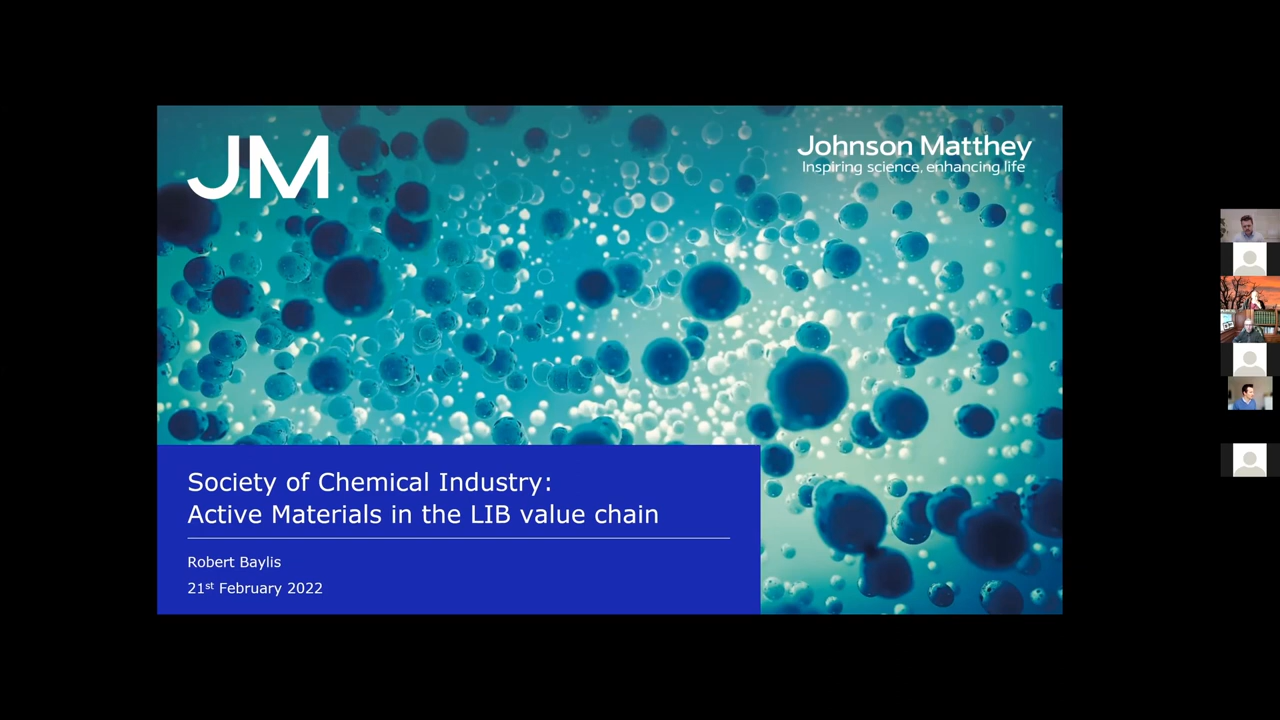 JM
Johnson Matthey
Inspiring science, enhancing life
Society of Chemical Industry:
Active Materials in the LIB value chain
Robert Baylis
21st February 2022